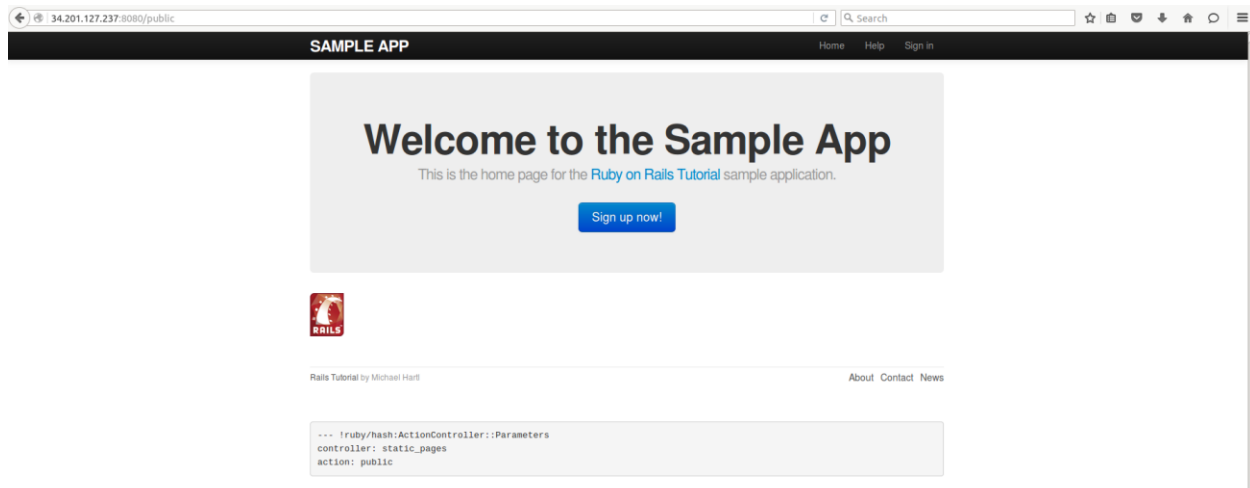 34.201.127.237:8080/public
Search
SAMPLE APP
Home Help Sign in
Welcome to the Sample App
This is the home page for the Ruby on Rails Tutorial sample application.
Sign up now!
RAILS
Rails Tutorial by Michael Hartl
About Contact News
--- !ruby/hash:ActionController::Parameters
controller: static_pages
action: public